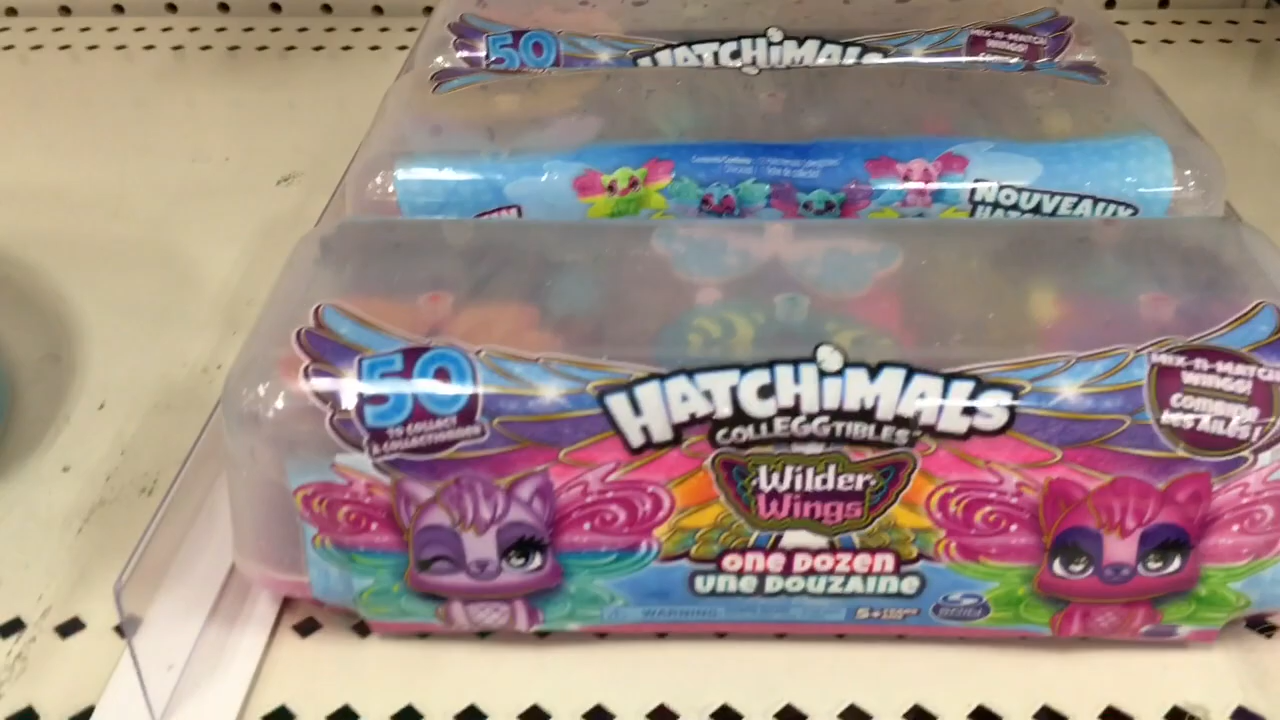 50
HATCHiMALS
MIX-N-MATCH
WINGS!
NOUVEAUX
50
TO COLLECT
À COLLECTIONNER
HATCHiMALS
COLLEGGTIBLES
Wilder
Wings
ONE DOZEN
UNE DOUZAINE
MIX-N-MATCH
WINGS!
COMBINE
LES AILES!
WARNING
5+